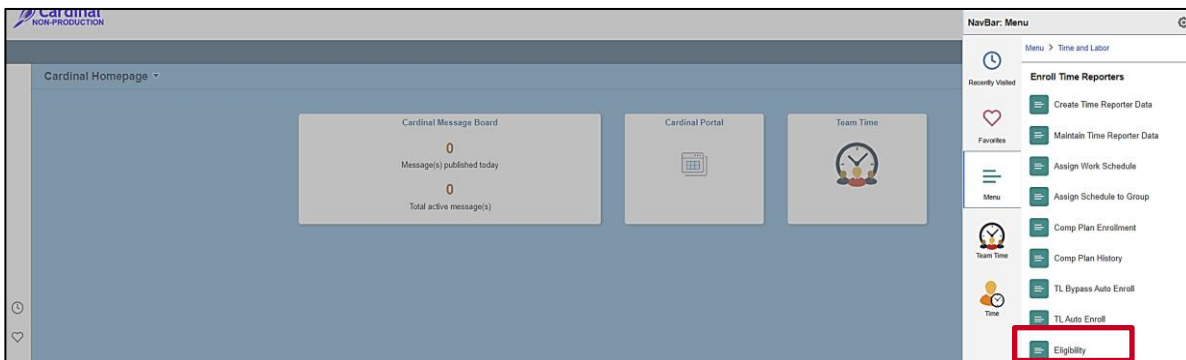 Cardinal
NON-PRODUCTION
Cardinal Homepage
Cardinal Message Board
0
Message(s) published today
0
Total active message(s)
Cardinal Portal
Team Time
NavBar: Menu
Recently Visited
Favorites
Menu
Team Time
Time
Menu > Time and Labor
Enroll Time Reporters
Create Time Reporter Data
Maintain Time Reporter Data
Assign Work Schedule
Assign Schedule to Group
Comp Plan Enrollment
Comp Plan History
TL Bypass Auto Enroll
TL Auto Enroll
Eligibility